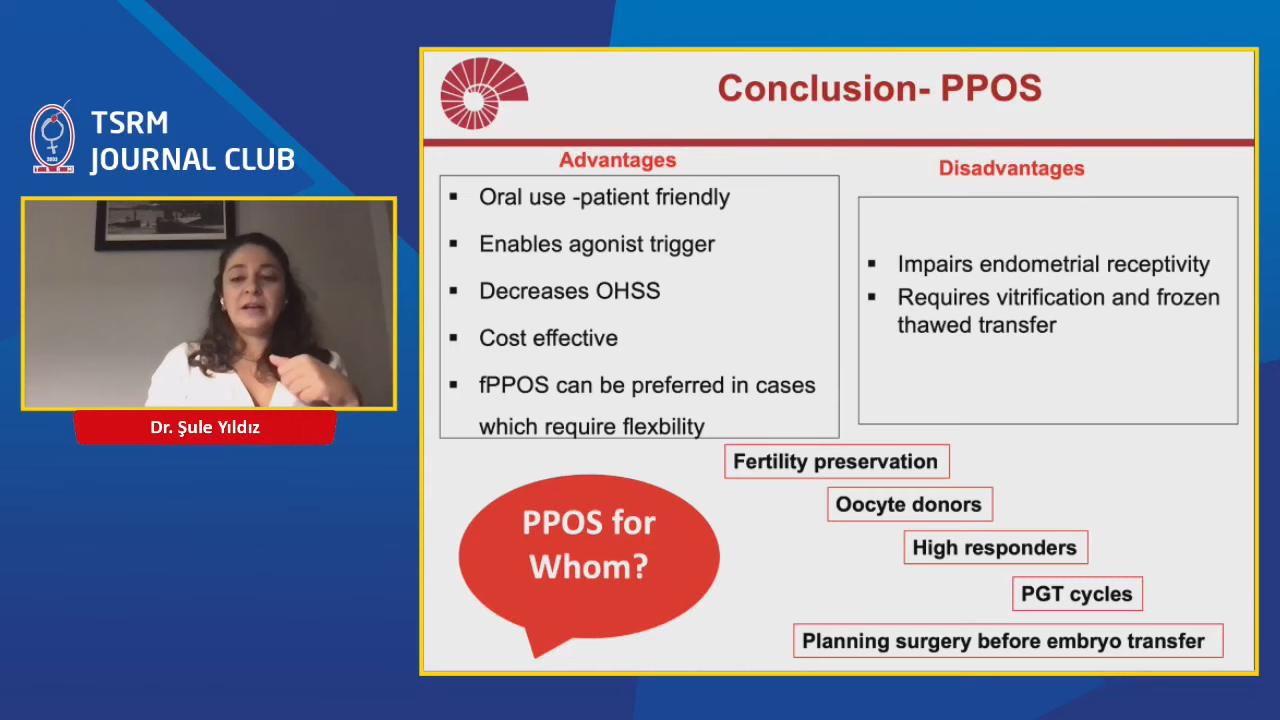 TSRM
JOURNAL CLUB
Dr. Şule Yıldız
Conclusion- PPOS
Advantages
▪ Oral use -patient friendly
▪ Enables agonist trigger
▪ Decreases OHSS
▪ Cost effective
▪ fPPOS can be preferred in cases
which require flexbility
Disadvantages
▪ Impairs endometrial receptivity
▪ Requires vitrification and frozen
thawed transfer
PPOS for
Whom?
Fertility preservation
Oocyte donors
High responders
PGT cycles
Planning surgery before embryo transfer